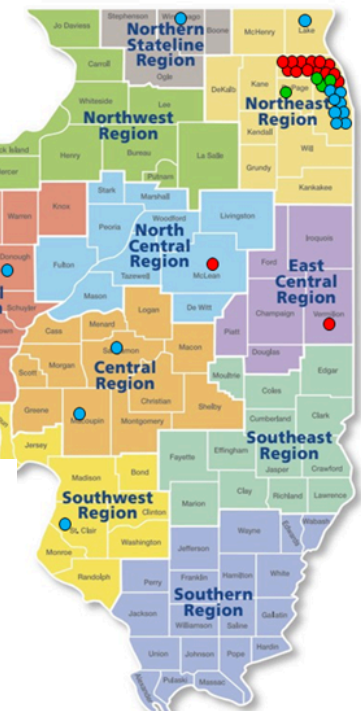 Stephenson
Jo Daviess
Boone
McHenry
Lake
Northern
Stateline
Region
Ogle
Carroll
DeKalb
Kane
Page
Whiteside
Lee
Northeast
Region
Northwest
Region
Kendall
Will
Rock Island
Henry
Bureau
La Salle
Grundy
Putnam
Kankakee
Stark
Marshall
Warren
Knox
Peoria
Woodford
Livingston
Iroquois
North
Central
Region
Ford
Donough
Fulton
Tazewell
McLean
East
Central
Region
Mason
De Witt
Schuyler
Logan
Champaign
Vermilion
Menard
Piatt
Cass
Macon
Douglas
Edgar
Central
Region
Scott
Morgan
Moultrie
Coles
Christian
Greene
Shelby
Cumberland
Clark
Macoupin
Montgomery
Southeast
Region
Jersey
Fayette
Effingham
Jasper
Crawford
Madison
Bond
Southwest
Region
Clay
Richland
Lawrence
Clinton
Marion
St. Clair
Wayne
Edwards
Wabash
Washington
Monroe
Jefferson
Randolph
Perry
Franklin
Hamilton
White
Southern
Region
Jackson
Williamson
Saline
Gallatin
Union
Johnson
Pope
Hardin
Alexander
Pulaski
Massac